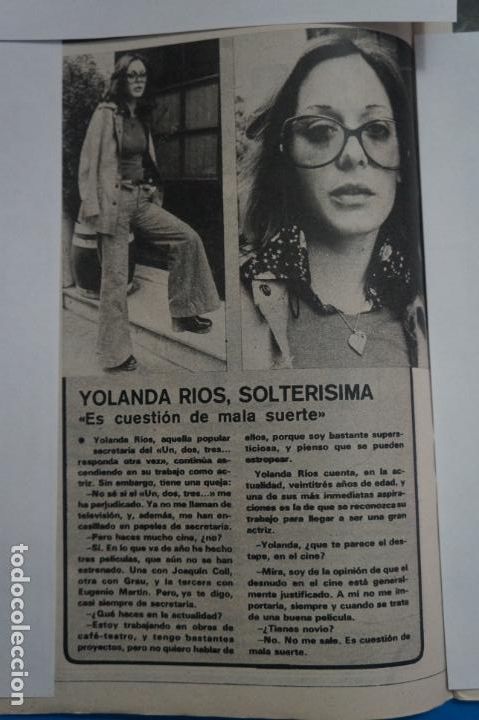 YOLANDA RIOS, SOLTERISIMA
«Es cuestión de mala suerte»
● Yolanda Ríos, aquella popular
secretaria del «Un, dos, tres...
responda otra vez», continúa as-
cendiendo en su trabajo como ac-
triz. Sin embargo, tiene una queja:
—No sé si el «Un, dos, tres...» me
ha perjudicado. Ya no me llaman de
televisión, y, además, me han en-
casillado en papeles de secretaria.
—Pero haces mucho cine, ¿no?
—Sí. En lo que va de año he hecho
tres películas, que aún no se han
estrenado. Una con Joaquín Coll,
otra con Grau, y la tercera con
Eugenio Martín. Pero, ya te digo,
casi siempre de secretaria.
—¿Qué haces en la actualidad?
—Estoy trabajando en obras de
café-teatro, y tengo bastantes
proyectos, pero no quiero hablar de
ellos, porque soy bastante supers-
ticiosa, y pienso que se pueden
estropear.
Yolanda Ríos cuenta, en la ac-
tualidad, veintitrés años de edad, y
una de sus más inmediatas aspira-
ciones es la de que se reconozca su
trabajo para llegar a ser una gran
actriz.
—Yolanda, ¿que te parece el des-
tape, en el cine?
—Mira, soy de la opinión de que el
desnudo en el cine está general-
mente justificado. A mí no me im-
portaría, siempre y cuando se trate
de una buena película.
—¿Tienes novio?
—No. No me sale. Es cuestión de
mala suerte.
todocoleccion.net